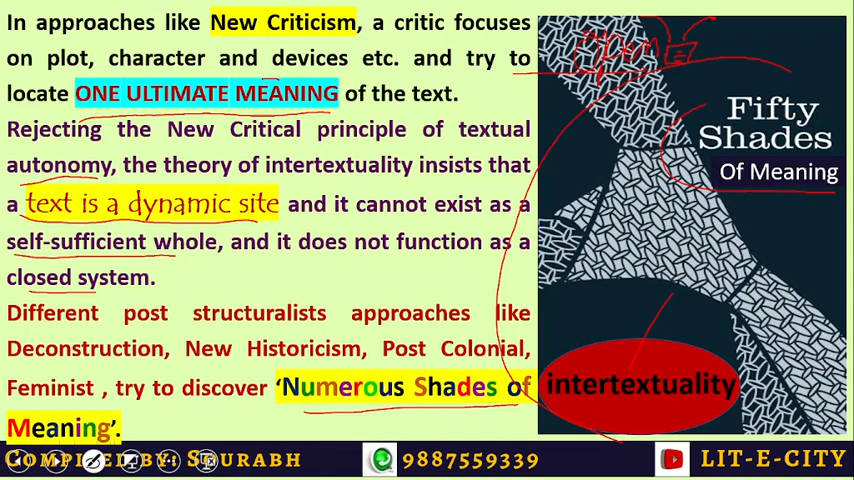 In approaches like New Criticism, a critic focuses
on plot, character and devices etc. and try to
locate ONE ULTIMATE MEANING of the text.
Rejecting the New Critical principle of textual
autonomy, the theory of intertextuality insists that
a text is a dynamic site and it cannot exist as a
self-sufficient whole, and it does not function as a
closed system.
Different post structuralists approaches like
Deconstruction, New Historicism, Post Colonial,
Feminist , try to discover ‘Numerous Shades of
Meaning’.
open
Fifty
Shades
Of Meaning
intertextuality
COMPILED BY: SOURABH
9887559339
LIT-E-CITY